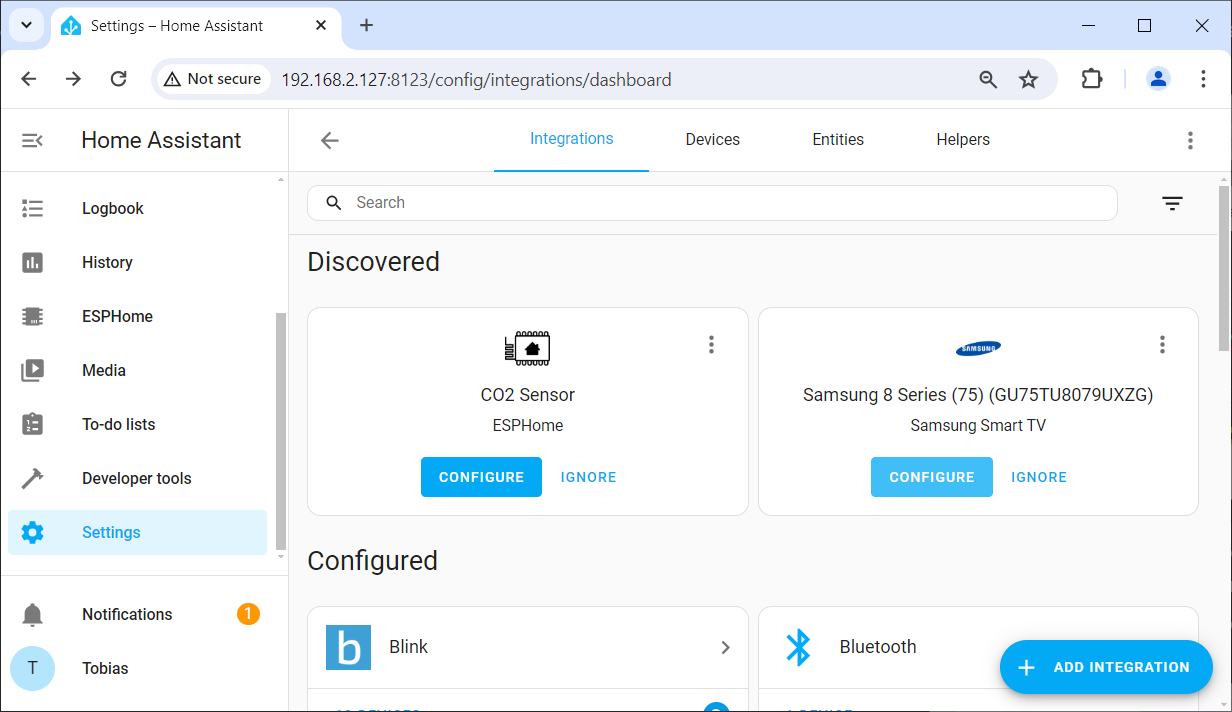 Settings – Home Assistant
Not secure
192.168.2.127:8123/config/integrations/dashboard
Home Assistant
Integrations
Devices
Entities
Helpers
Logbook
History
ESPHome
Media
To-do lists
Developer tools
Settings
Notifications
1
T
Tobias
Search
Discovered
CO2 Sensor
ESPHome
CONFIGURE
IGNORE
SAMSUNG
Samsung 8 Series (75) (GU75TU8079UXZG)
Samsung Smart TV
CONFIGURE
IGNORE
Configured
b
Blink
Bluetooth
ADD INTEGRATION